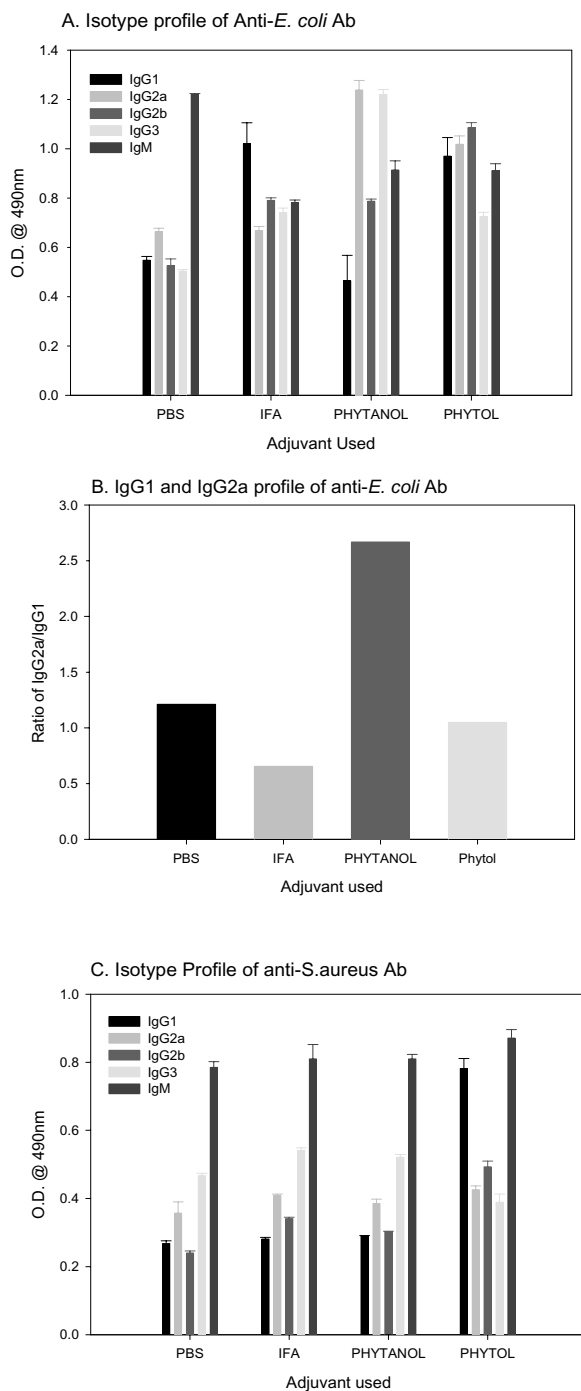 A. Isotype profile of Anti-E. coli Ab
1.4
1.2
1.0
0.8
0.6
0.4
0.2
0.0
O.D. @ 490nm
IgG1
IgG2a
IgG2b
IgG3
IgM
PBS IFA PHYTANOL PHYTOL
Adjuvant Used
B. IgG1 and IgG2a profile of anti-E. coli Ab
3.0
2.5
2.0
1.5
1.0
0.5
0.0
Ratio of IgG2a/IgG1
PBS IFA PHYTANOL Phytol
Adjuvant used
C. Isotype Profile of anti-S.aureus Ab
1.0
0.8
0.6
0.4
0.2
0.0
O.D. @ 490nm
IgG1
IgG2a
IgG2b
IgG3
IgM
PBS IFA PHYTANOL PHYTOL
Adjuvant used